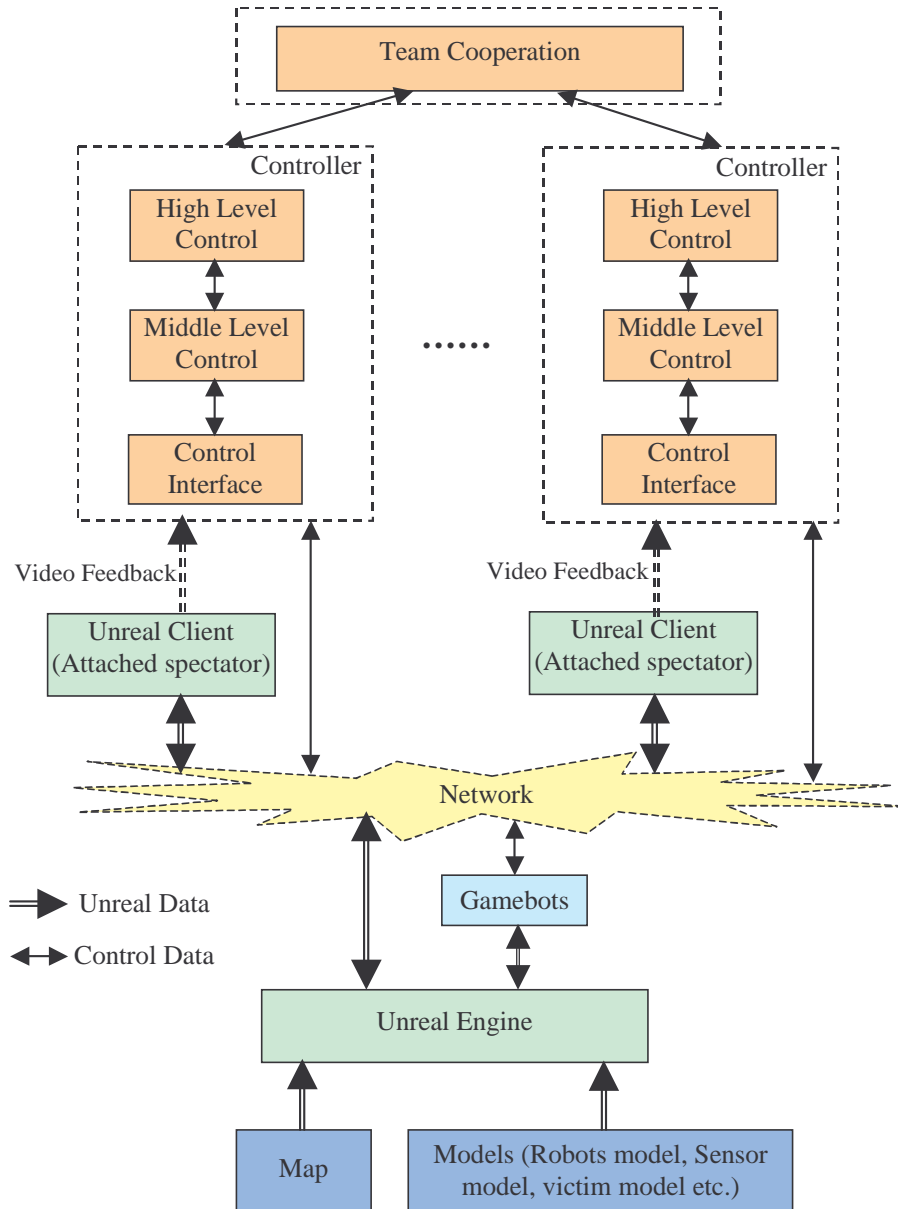 Team Cooperation
Controller
High Level
Control
Middle Level
Control
Control
Interface
......
Controller
High Level
Control
Middle Level
Control
Control
Interface
Video Feedback
Unreal Client
(Attached spectator)
Video Feedback
Unreal Client
(Attached spectator)
Network
Gamebots
Unreal Data
Control Data
Unreal Engine
Map
Models (Robots model, Sensor
model, victim model etc.)